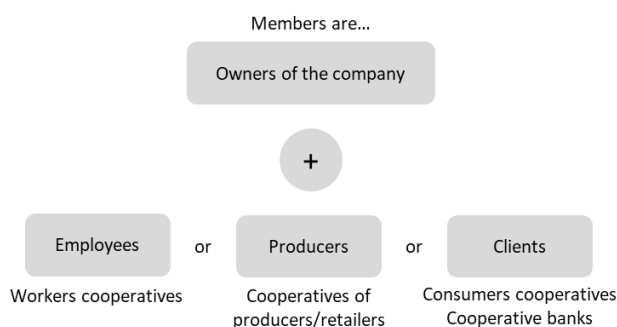 Members are...
Owners of the company
+
Employees or Producers or Clients
Workers cooperatives
Cooperatives of
producers/retailers
Consumers cooperatives
Cooperative banks